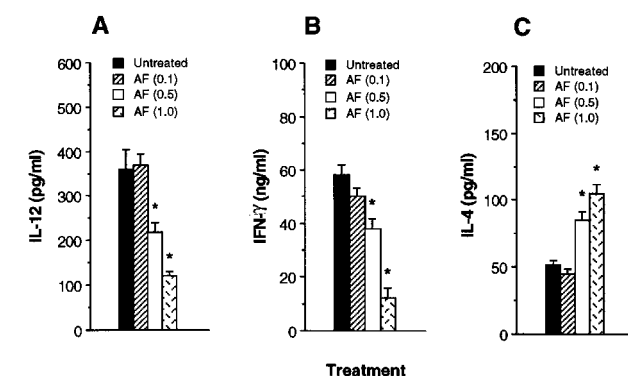 A
B
C
Untreated
AF (0.1)
AF (0.5)
AF (1.0)
Untreated
AF (0.1)
AF (0.5)
AF (1.0)
Untreated
AF (0.1)
AF (0.5)
AF (1.0)
IL-12 (pg/ml)
600
500
400
300
200
100
0
* *
IFN-γ (ng/ml)
100
80
60
40
20
0
* *
IL-4 (pg/ml)
200
150
100
50
0
* *
Treatment